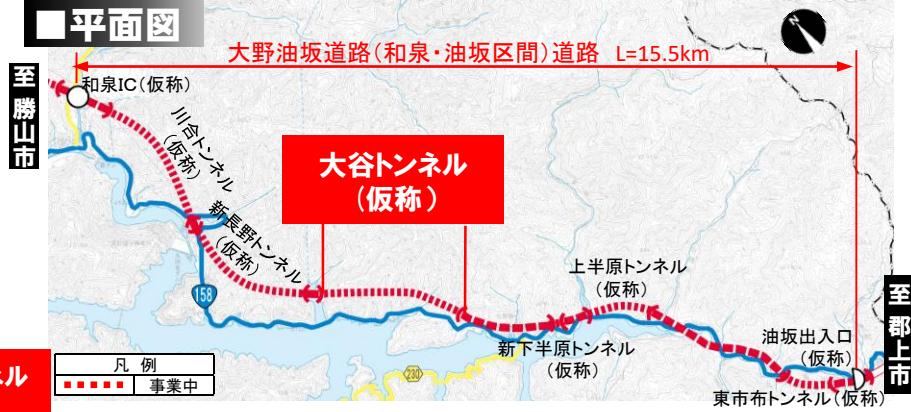 ■平面図
大野油坂道路(和泉・油坂区間)道路 L=15.5km
至 勝山市
和泉IC(仮称)
川合トンネル
(仮称)
大谷トンネル
(仮称)
新長野トンネル
(仮称)
158
上半原トンネル
(仮称)
新下半原トンネル
(仮称)
油坂出入口
(仮称)
至 郡上市
230
東市布トンネル(仮称)
ネル
凡 例
事業中
N